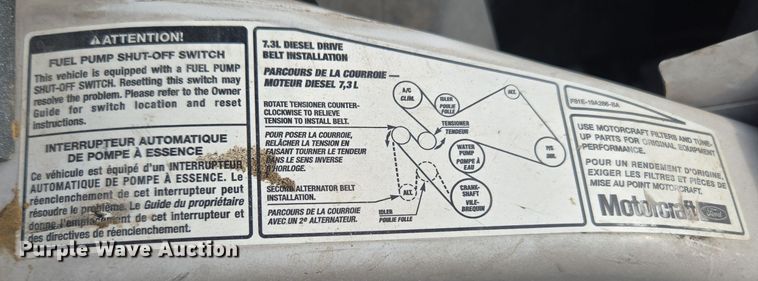 ATTENTION!
FUEL PUMP SHUT-OFF SWITCH
This vehicle is equipped with a FUEL PUMP
SHUT-OFF SWITCH. Resetting this switch may
resolve the problem. Please refer to the Owner
Guide for switch location and reset
instructions.
INTERRUPTEUR AUTOMATIQUE
DE POMPE À ESSENCE
Ce véhicule est équipé d'un INTERRUPTEUR
AUTOMATIQUE DE POMPE À ESSENCE. Le
réenclenchement de cet interrupteur peut
résoudre le problème. Le Guide du propriétaire
donne l'emplacement de cet interrupteur et
des directives de réenclenchement.
7.3L DIESEL DRIVE
BELT INSTALLATION
PARCOURS DE LA COURROIE —
MOTEUR DIESEL 7,3 L
ROTATE TENSIONER COUNTER-
CLOCKWISE TO RELIEVE
TENSION TO INSTALL BELT.
POUR POSER LA COURROIE,
RELÂCHER LA TENSION EN
FAISANT TOURNER LE TENDEUR
DANS LE SENS INVERSE
D'HORLOGE.
SECOND ALTERNATOR BELT
INSTALLATION.
PARCOURS DE LA COURROIE
AVEC UN 2e ALTERNATEUR.
A/C
CLIM.
IDLER
POULIE
FOLLE
TENSIONER
TENDEUR
ALT.
WATER
PUMP
POMPE À
EAU
P/S
DIR.
CRANK-
SHAFT
VILE-
BREQUIN
ALT.
IDLER
POULIE FOLLE
F81E-19A286-BA
USE MOTORCRAFT FILTERS AND TUNE-
UP PARTS FOR ORIGINAL EQUIPMENT
PERFORMANCE.
POUR UN RENDEMENT D'ORIGINE,
EXIGER LES FILTRES ET PIÈCES DE
MISE AU POINT MOTORCRAFT.
Motorcraft Ford
Purple Wave Auction